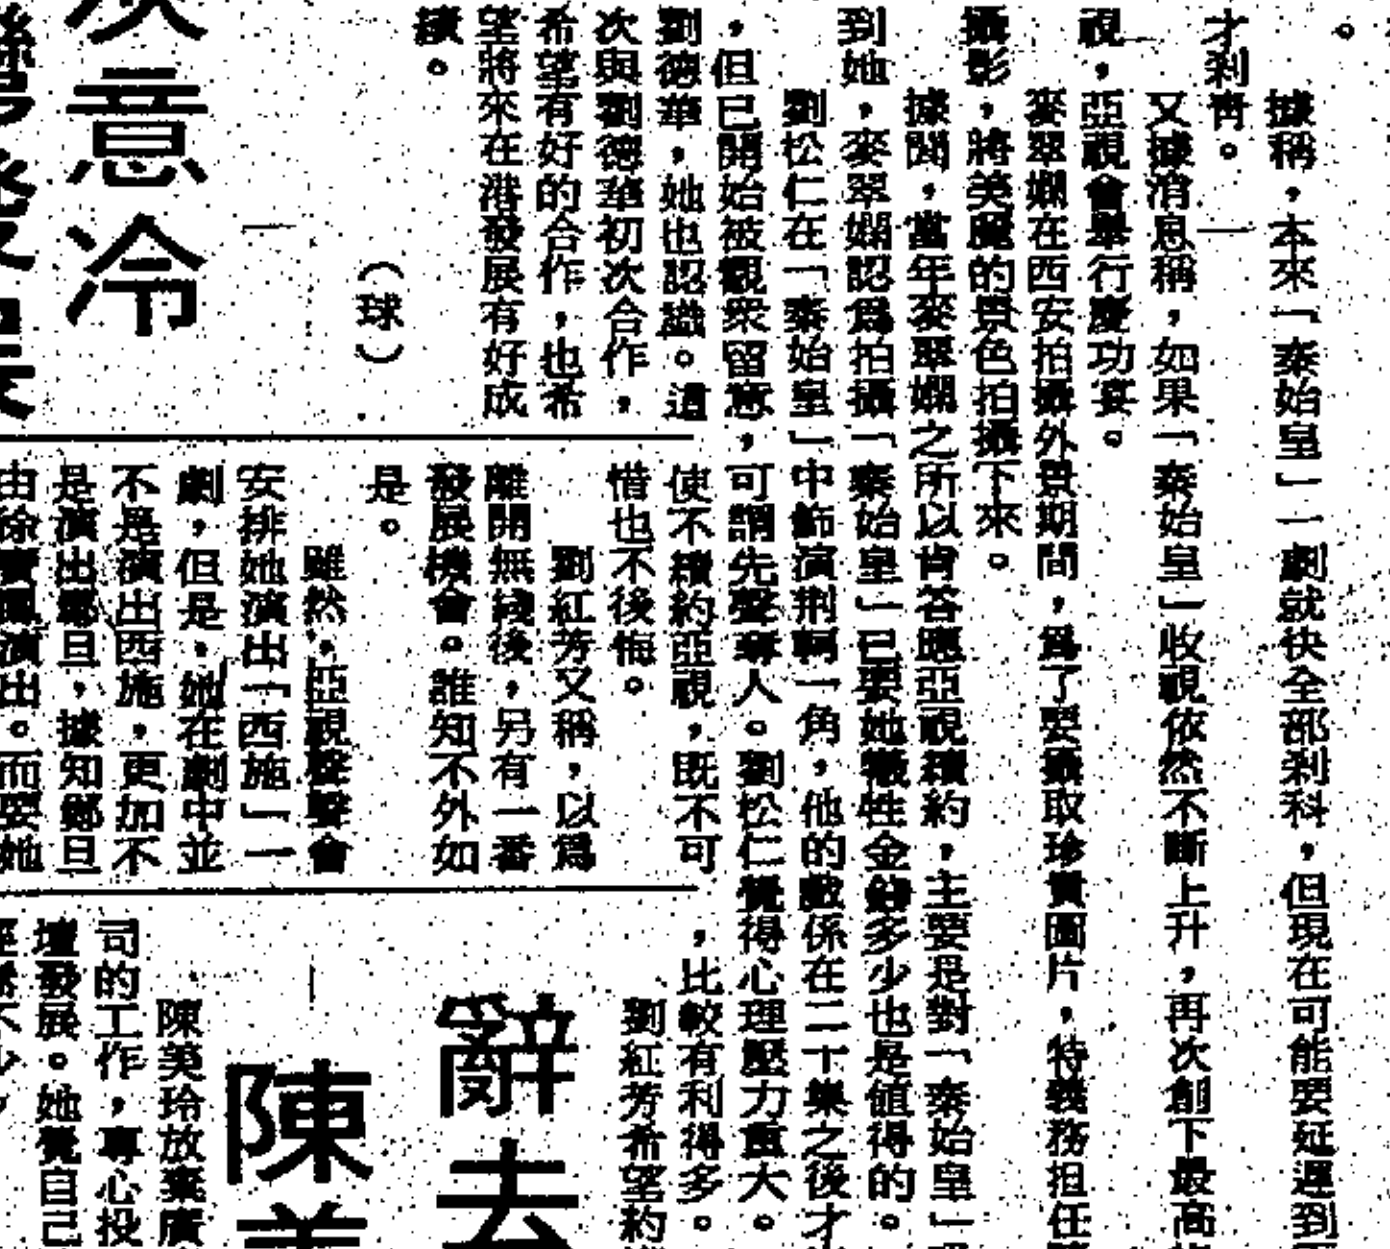 。
據稱，本來「秦始皇」一劇就快全部剎科，但現在可能要延遲到
才剎
靑。
又據消息稱，如果「秦始皇」收視依然不斷上升，再次創下最高
視，亞視會舉行慶功宴。
麥翠嫻在西安拍攝外景期間，爲了要攝取珍貴圖片，特義務担任
攝影，將美麗的景色拍攝下來。
據聞，當年麥翠嫻之所以肯答應亞視續約，主要是對「秦始皇」
到她，麥翠嫻認爲拍攝「秦始皇」已要她犧牲金錢多少也是值得的。
劉松仁在「秦始皇」中飾演荆軻一角，他的戲係在二十集之後才
，但已開始被觀衆留意，可謂先聲奪人。劉松仁覺得心理壓力重大。
劉德華，她也認識。這
次與劉德華初次合作，
希望有好的合作，也希
望將來在港發展有好成
績。
（球）
意冷
使不續約亞視，既不可
惜也不後悔。
劉紅芳又稱，以爲
離開無綫後，另有一番
發展機會。誰知不外如
是。
雖然，亞視聲聲會
安排她演出「西施」一
劇，但是，她在劇中並
不是演出西施，更加不
是演出鄭旦，據知鄭旦
由徐寶鳳演出。而要她
，比較有利得多。
劉紅芳希望約
辭去
陳美
陳美玲放棄廣
司的工作，專心投
壇發展。她覺自己